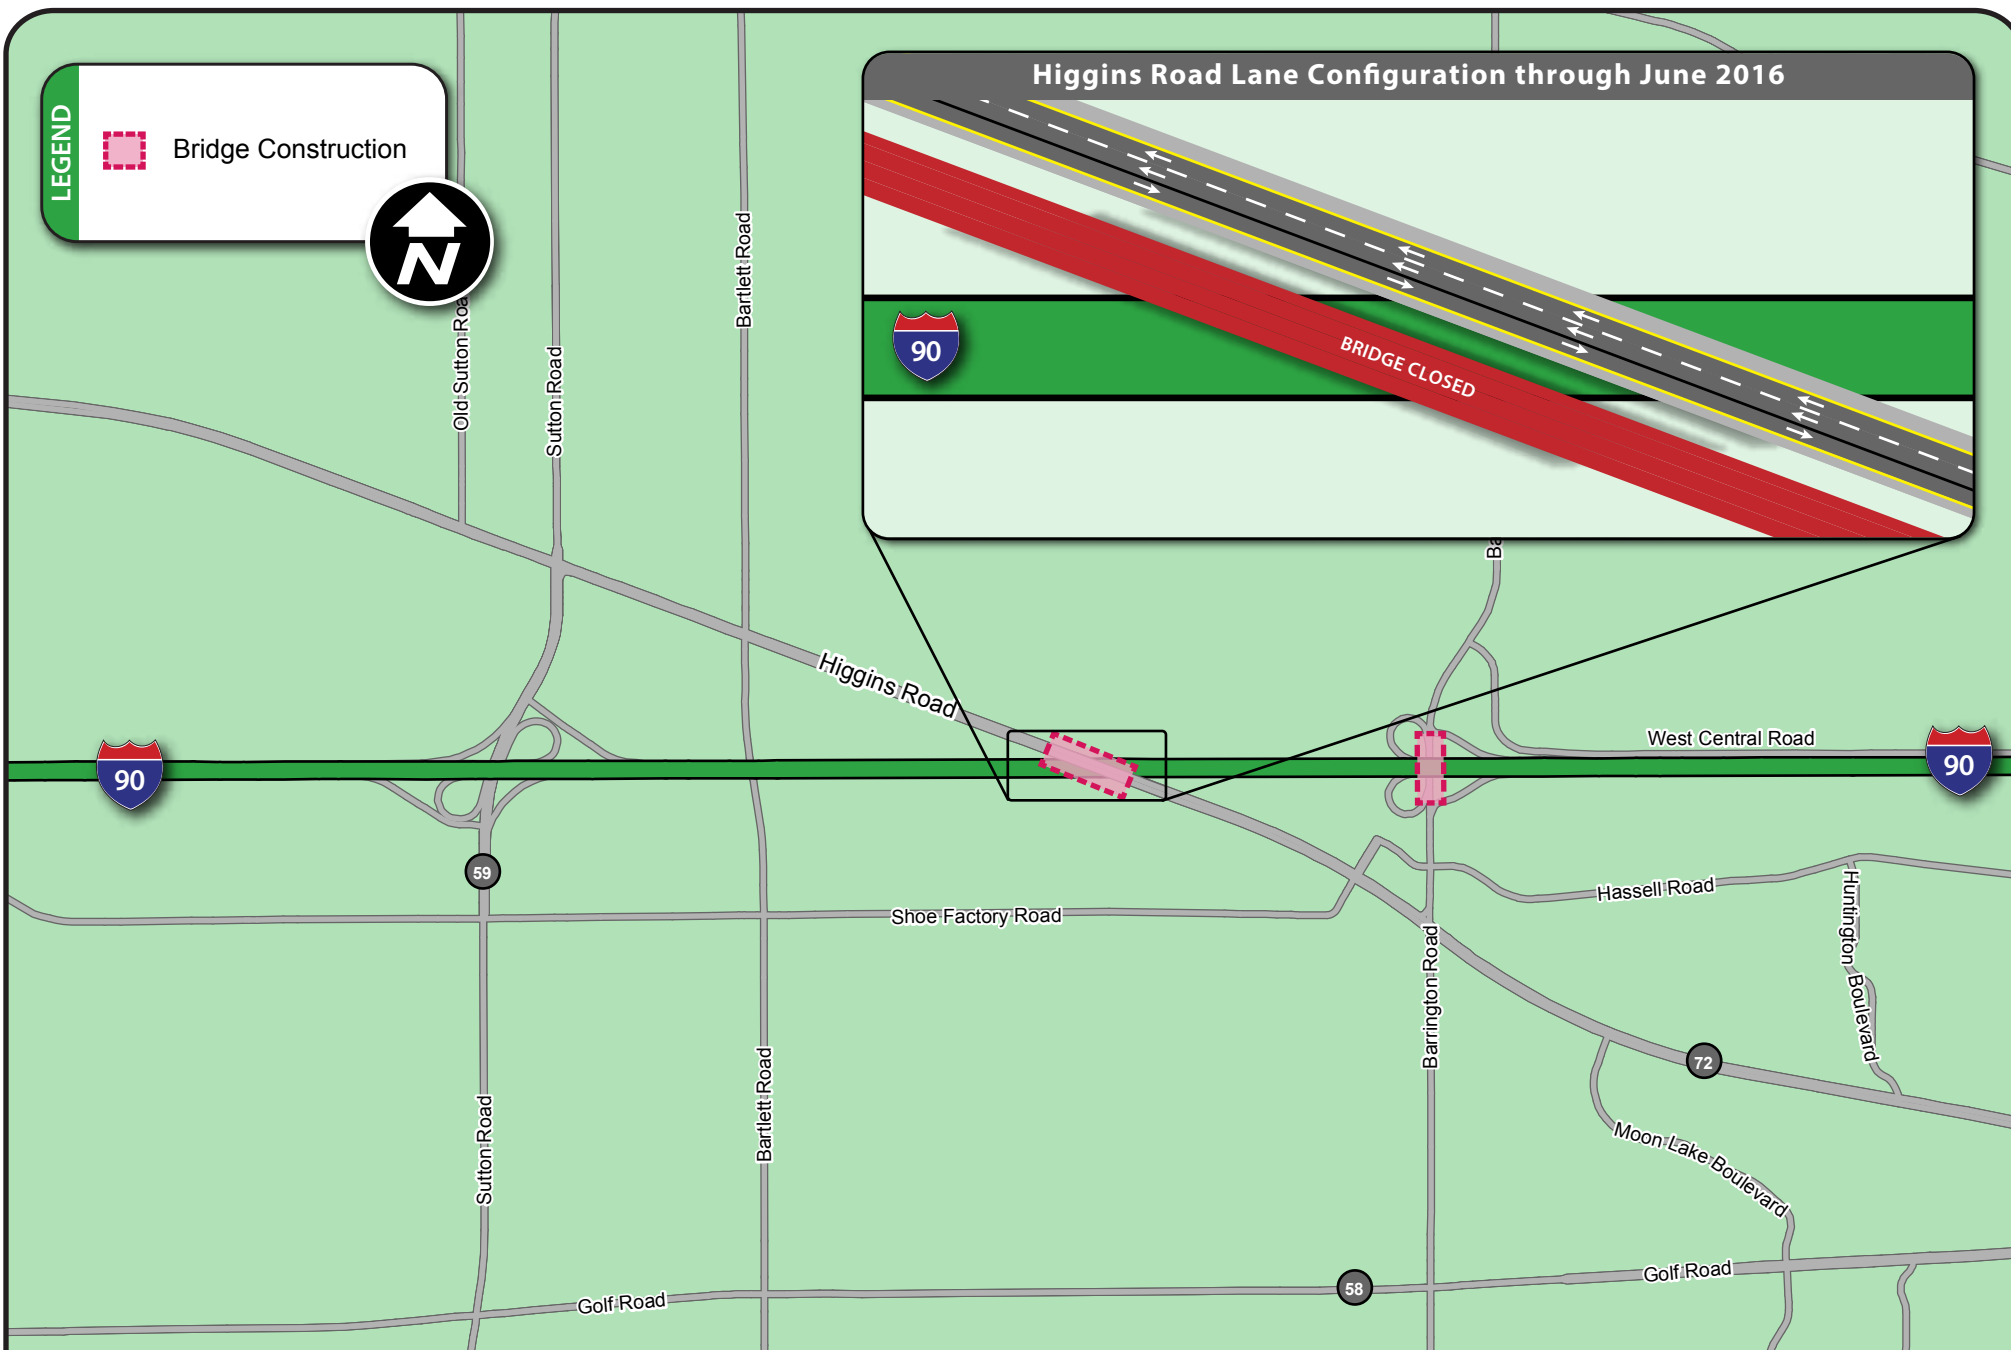 Higgins Road Lane Configuration through June 2016
LEGEND
Bridge Construction
N
Old Sutton Roa
Sutton Road
Bartlett Road
90
BRIDGE CLOSED
Ba
Higgins Road
West Central Road
90
90
59
Shoe Factory Road
Hassell Road
Huntington Boulevard
Barrington Road
72
Sutton Road
Bartlett Road
Moon Lake Boulevard
Golf Road
58
Golf Road